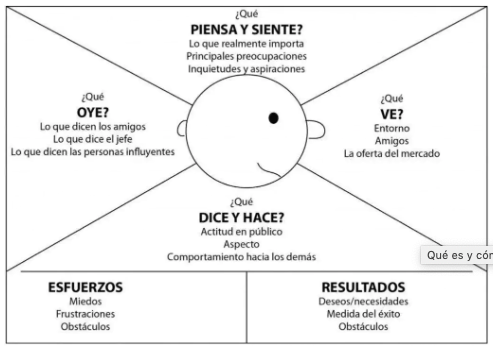 ¿Qué
PIENSA Y SIENTE?
Lo que realmente importa
Principales preocupaciones
Inquietudes y aspiraciones
¿Qué
OYE?
Lo que dicen los amigos
Lo que dice el jefe
Lo que dicen las personas influyentes
¿Qué
VE?
Entorno
Amigos
La oferta del mercado
¿Qué
DICE Y HACE?
Actitud en público
Aspecto
Comportamiento hacia los demás
Qué es y cór
ESFUERZOS
Miedos
Frustraciones
Obstáculos
RESULTADOS
Deseos/necesidades
Medida del éxito
Obstáculos